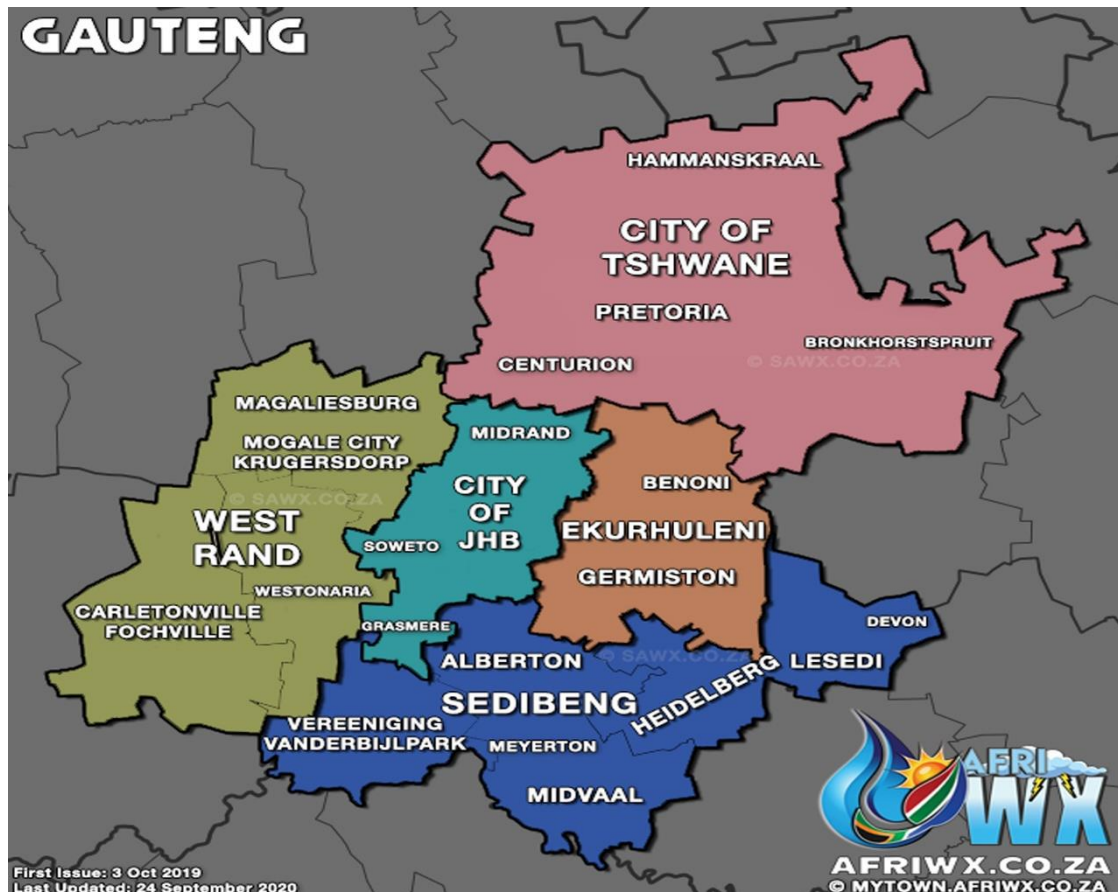 GAUTENG
HAMMANSKRAAL
CITY OF
TSHWANE
PRETORIA
BRONKHORSTSPRUIT
© SAWX.CO.ZA
CENTURION
MAGALIESBURG
MIDRAND
MOGALE CITY
KRUGERSDORP
© SAWX.CO.ZA
BENONI
CITY
OF
JHB
WEST
RAND
EKURHULENI
SOWETO
GERMISTON
WESTONARIA
CARLETONVILLE
FOCHVILLE
GRASMERE
DEVON
ALBERTON
© SAWX.CO.ZA
LESEDI
HEIDELBERG
SEDIBENG
VEREENIGING
VANDERBIJLPARK
MEYERTON
MIDVAAL
AFRI
WX
AFRIWX.CO.ZA
© MYTOWN.AFRIWX.CO.ZA
First Issue: 3 Oct 2019
Last Updated: 24 September 2020